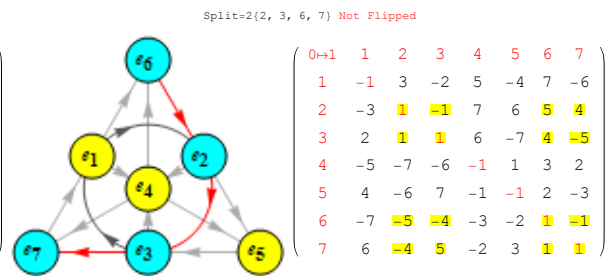 Split=2{2, 3, 6, 7} Not Flipped
e6
e1
e2
e4
e7
e3
e5
0↦1 1 2 3 4 5 6 7
1 -1 3 -2 5 -4 7 -6
2 -3 1 -1 7 6 5 4
3 2 1 1 6 -7 4 -5
4 -5 -7 -6 -1 1 3 2
5 4 -6 7 -1 -1 2 -3
6 -7 -5 -4 -3 -2 1 -1
7 6 -4 5 -2 3 1 1